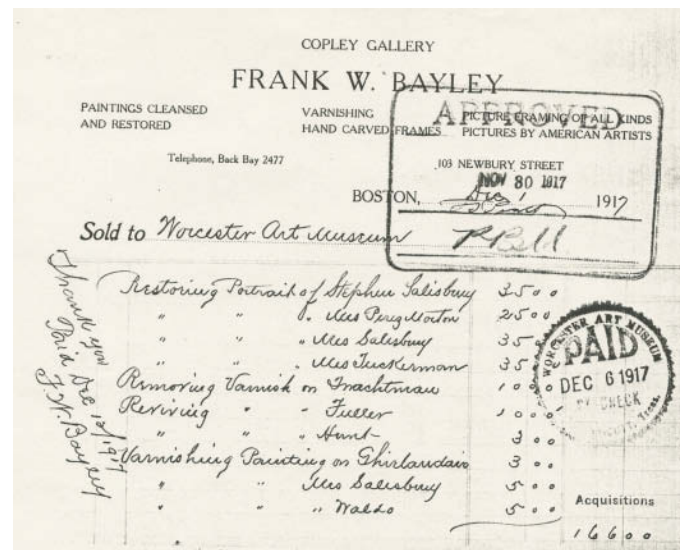 COPLEY GALLERY
FRANK W. BAYLEY
PAINTINGS CLEANSED
AND RESTORED
VARNISHING
HAND CARVED FRAMES
PICTURE FRAMING OF ALL KINDS
PICTURES BY AMERICAN ARTISTS
APPROVED
Telephone, Back Bay 2477
103 NEWBURY STREET
NOV 30 1917
BOSTON, Dec 1 1917
R Bell
Sold to Worcester Art Museum
Restoring Portrait of Stephen Salisbury 35 00
" " " Mrs Perez Morton 25 00
" " " Mrs Salisbury 35
" " " Mrs Tuckerman 35
Removing Varnish on 10 00
Reviving " " Fuller 10 00
" " " Hunt 3 00
Varnishing Painting on Ghirlandaio 3 00
" " Mrs Salisbury 5 00
" " " Waldo 5 00
166 00
Thank you
Paid Dec 12/1917
F. W. Bayley
WORCESTER ART MUSEUM
PAID
DEC 6 1917
BY CHECK
Acquisitions